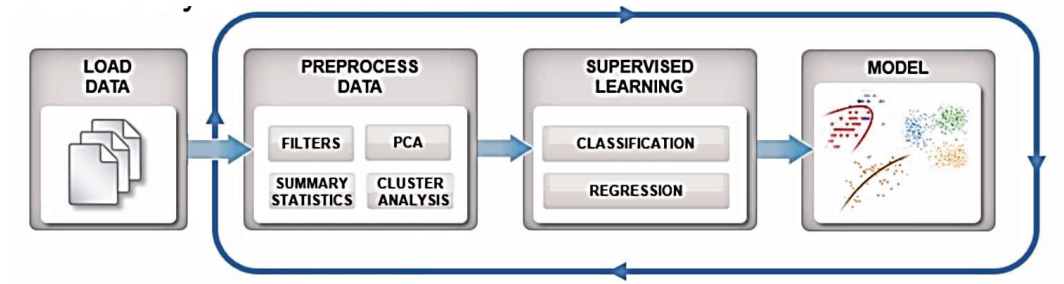 LOAD
DATA
PREPROCESS
DATA
FILTERS
PCA
SUMMARY
STATISTICS
CLUSTER
ANALYSIS
SUPERVISED
LEARNING
CLASSIFICATION
REGRESSION
MODEL